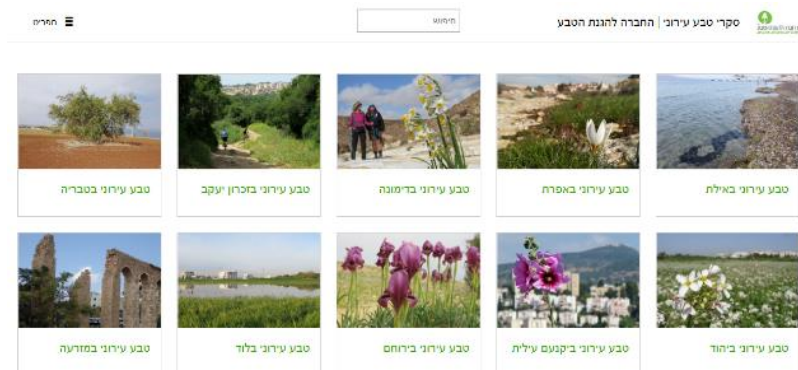 סקרי טבע עירוני | החברה להגנת הטבע
חיפוש
תפריט
טבע עירוני באילת
טבע עירוני באפרת
טבע עירוני בדימונה
טבע עירוני בזכרון יעקב
טבע עירוני בטבריה
טבע עירוני ביהוד
טבע עירוני ביקנעם עילית
טבע עירוני בירוחם
טבע עירוני בלוד
טבע עירוני במזרעה